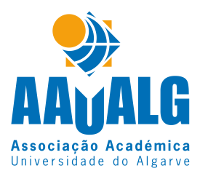 AAUALG
Associação Académica
Universidade do Algarve